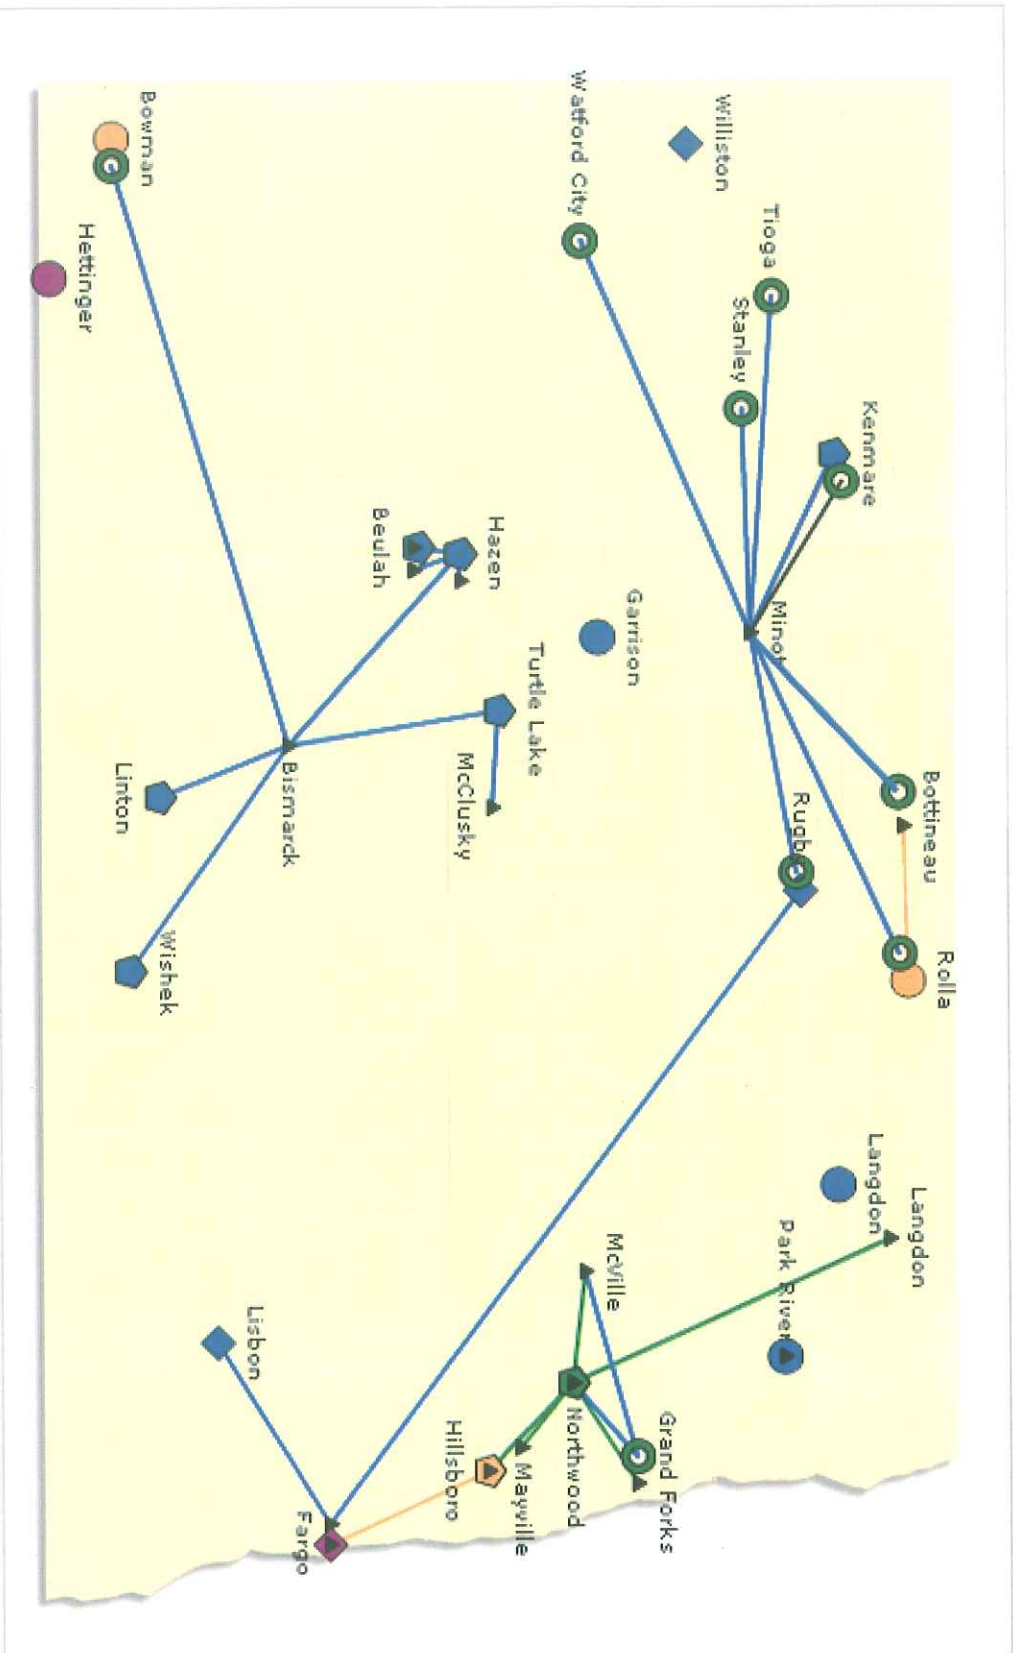 Williston
Tioga
Watford City
Stanley
Kenmare
Minot
Bottineau
Rugby
Rolla
Langdon
Langdon
Park River
McVille
Grand Forks
Northwood
Mayville
Hillsboro
Fargo
Lisbon
Garrison
Turtle Lake
McClusky
Hazen
Beulah
Bismarck
Linton
Wishek
Bowman
Hettinger